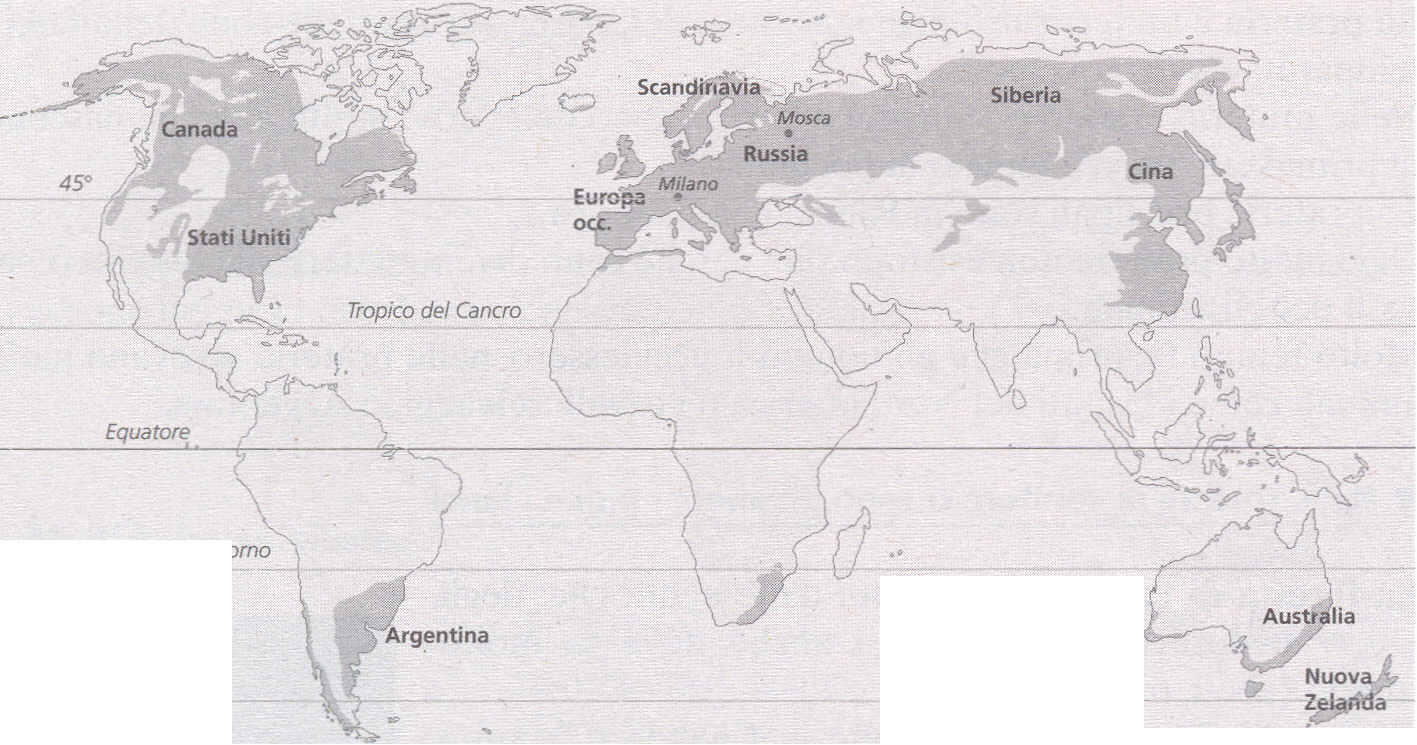 Scandinavia
Siberia
Mosca
Canada
Russia
Cina
45°
Milano
Europa
occ.
Stati Uniti
Tropico del Cancro
Equatore
orno
Australia
Argentina
Nuova
Zelanda